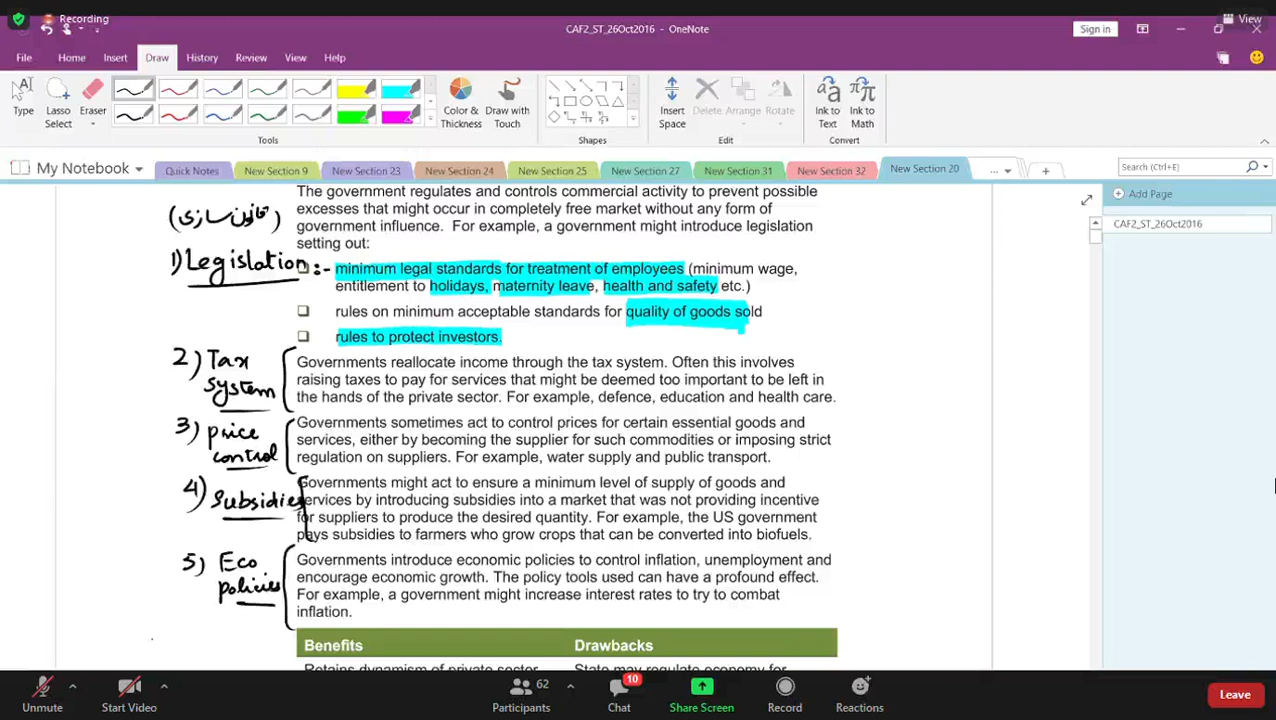 Recording
View
CAF2_ST_26Oct2016 - OneNote
Sign in
File
Home
Insert
Draw
History
Review
View
Type
Lasso
Select
Eraser
Color &
Thickness
Draw with
Touch
Insert
Space
Delete
Arrange
Rotate
Ink to
Text
Ink to
Math
Tools
Shapes
Edit
Convert
My Notebook
Quick Notes
New Section 9
New Section 23
New Section 24
New Section 25
New Section 27
New Section 31
New Section 32
New Section 20
...
Search (Ctrl+E)
Add Page
CAF2_ST_26Oct2016
The government regulates and controls commercial activity to prevent possible
excesses that might occur in completely free market without any form of
government influence. For example, a government might introduce legislation
setting out:
(قانون سازی)
1) Legislation :-
minimum legal standards for treatment of employees (minimum wage,
entitlement to holidays, maternity leave, health and safety etc.)
rules on minimum acceptable standards for quality of goods sold
rules to protect investors.
2) Tax
System
Governments reallocate income through the tax system. Often this involves
raising taxes to pay for services that might be deemed too important to be left in
the hands of the private sector. For example, defence, education and health care.
3) price
control
Governments sometimes act to control prices for certain essential goods and
services, either by becoming the supplier for such commodities or imposing strict
regulation on suppliers. For example, water supply and public transport.
4) Subsidies
Governments might act to ensure a minimum level of supply of goods and
services by introducing subsidies into a market that was not providing incentive
for suppliers to produce the desired quantity. For example, the US government
pays subsidies to farmers who grow crops that can be converted into biofuels.
5) Eco
policies
Governments introduce economic policies to control inflation, unemployment and
encourage economic growth. The policy tools used can have a profound effect.
For example, a government might increase interest rates to try to combat
inflation.
Benefits
Drawbacks
Retains dynamism of private sector
State may regulate economy for
Unmute
Start Video
62
Participants
10
Chat
Share Screen
Record
Reactions
Leave